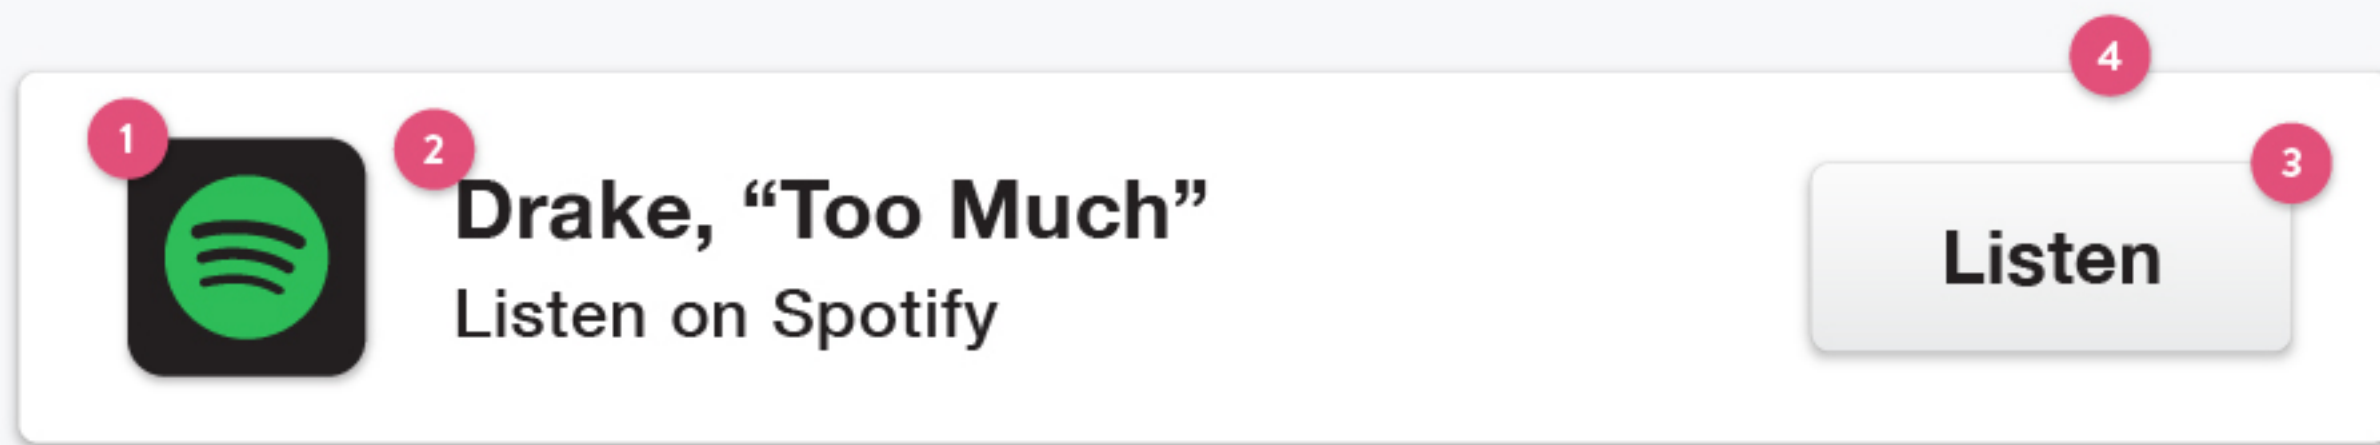 4
1
2
3
Drake, “Too Much”
Listen on Spotify
Listen